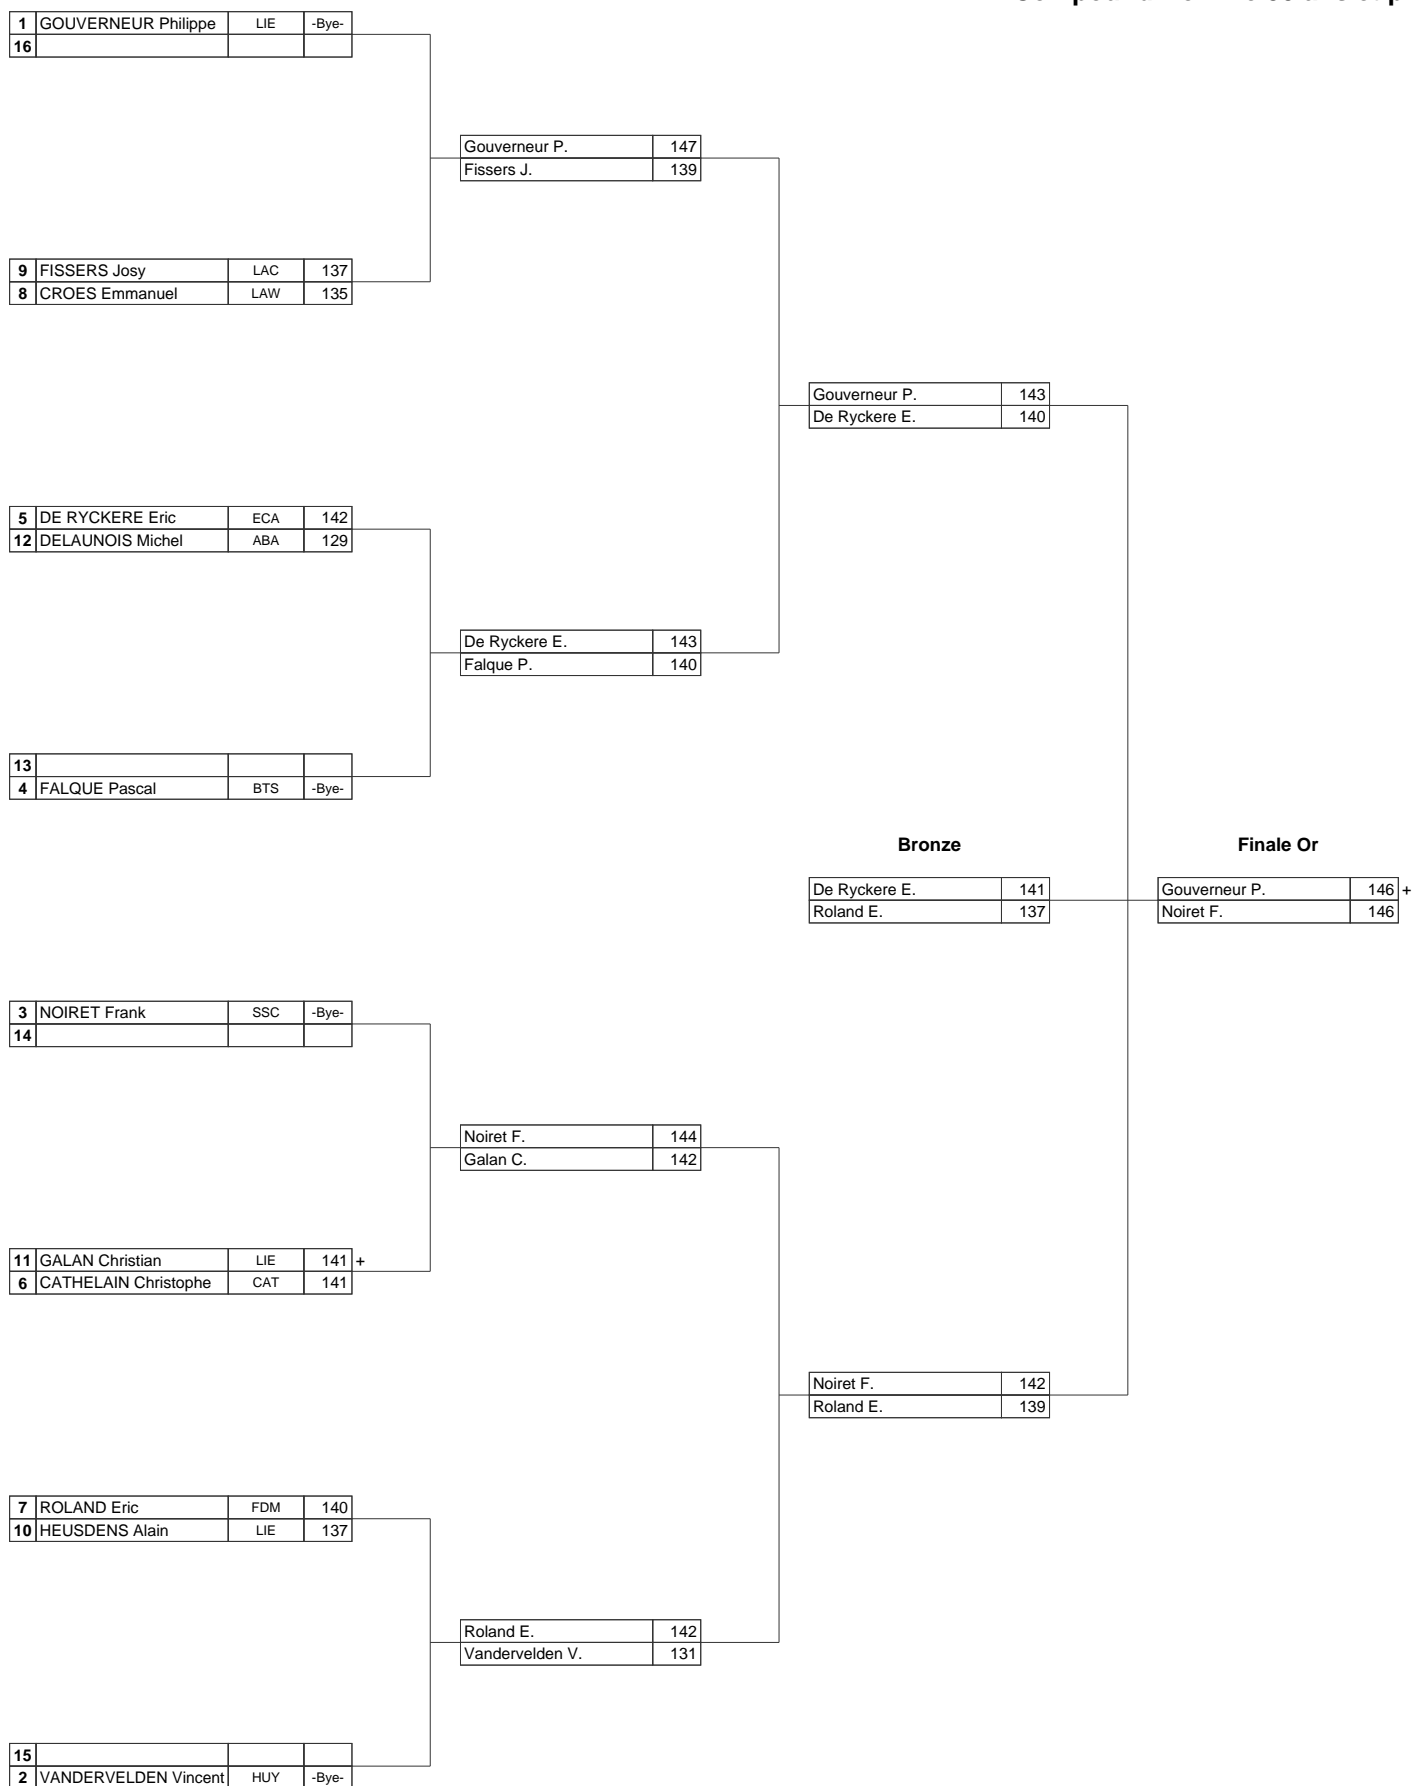 1 GOUVERNEUR Philippe LIE -Bye-
16
Gouverneur P. 147
Fissers J. 139
9 FISSERS Josy LAC 137
8 CROES Emmanuel LAW 135
Gouverneur P. 143
De Ryckere E. 140
5 DE RYCKERE Eric ECA 142
12 DELAUNOIS Michel ABA 129
De Ryckere E. 143
Falque P. 140
13
4 FALQUE Pascal BTS -Bye-
Bronze Finale Or
De Ryckere E. 141 Gouverneur P. 146 +
Roland E. 137 Noiret F. 146
3 NOIRET Frank SSC -Bye-
14
Noiret F. 144
Galan C. 142
11 GALAN Christian LIE 141 +
6 CATHELAIN Christophe CAT 141
Noiret F. 142
Roland E. 139
7 ROLAND Eric FDM 140
10 HEUSDENS Alain LIE 137
Roland E. 142
Vandervelden V. 131
15
2 VANDERVELDEN Vincent HUY -Bye-